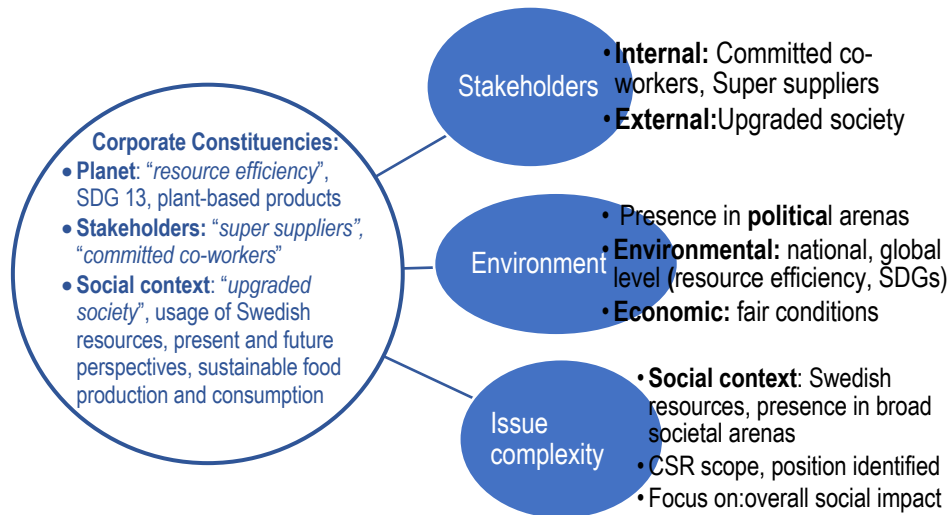 Corporate Constituencies:
• Planet: “resource efficiency”,
SDG 13, plant-based products
• Stakeholders: “super suppliers”,
“committed co-workers”
• Social context: “upgraded
society”, usage of Swedish
resources, present and future
perspectives, sustainable food
production and consumption
Stakeholders
• Internal: Committed co-
workers, Super suppliers
• External:Upgraded society
Environment
• Presence in political arenas
• Environmental: national, global
level (resource efficiency, SDGs)
• Economic: fair conditions
Issue
complexity
• Social context: Swedish
resources, presence in broad
societal arenas
• CSR scope, position identified
• Focus on:overall social impact